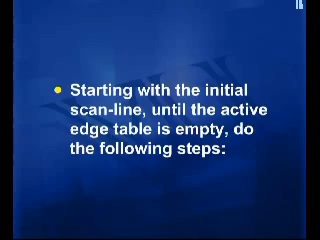 Starting with the initial
scan-line, until the active
edge table is empty, do
the following steps: